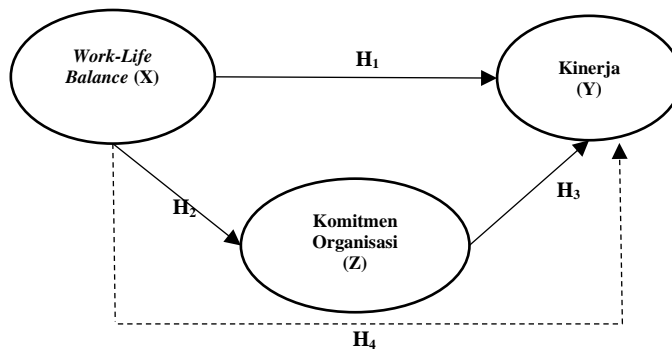 Work-Life
Balance (X)
H1
Kinerja
(Y)
H2
Komitmen
Organisasi
(Z)
H3
H4